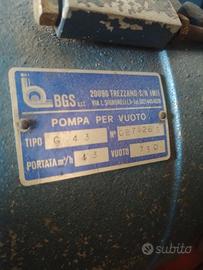 BGS s.r.l.
20090 TREZZANO S/N (MI)
POMPA PER VUOTO
TIPO G 43 N°
PORTATA m³/h 43 VUOTO 730
subito